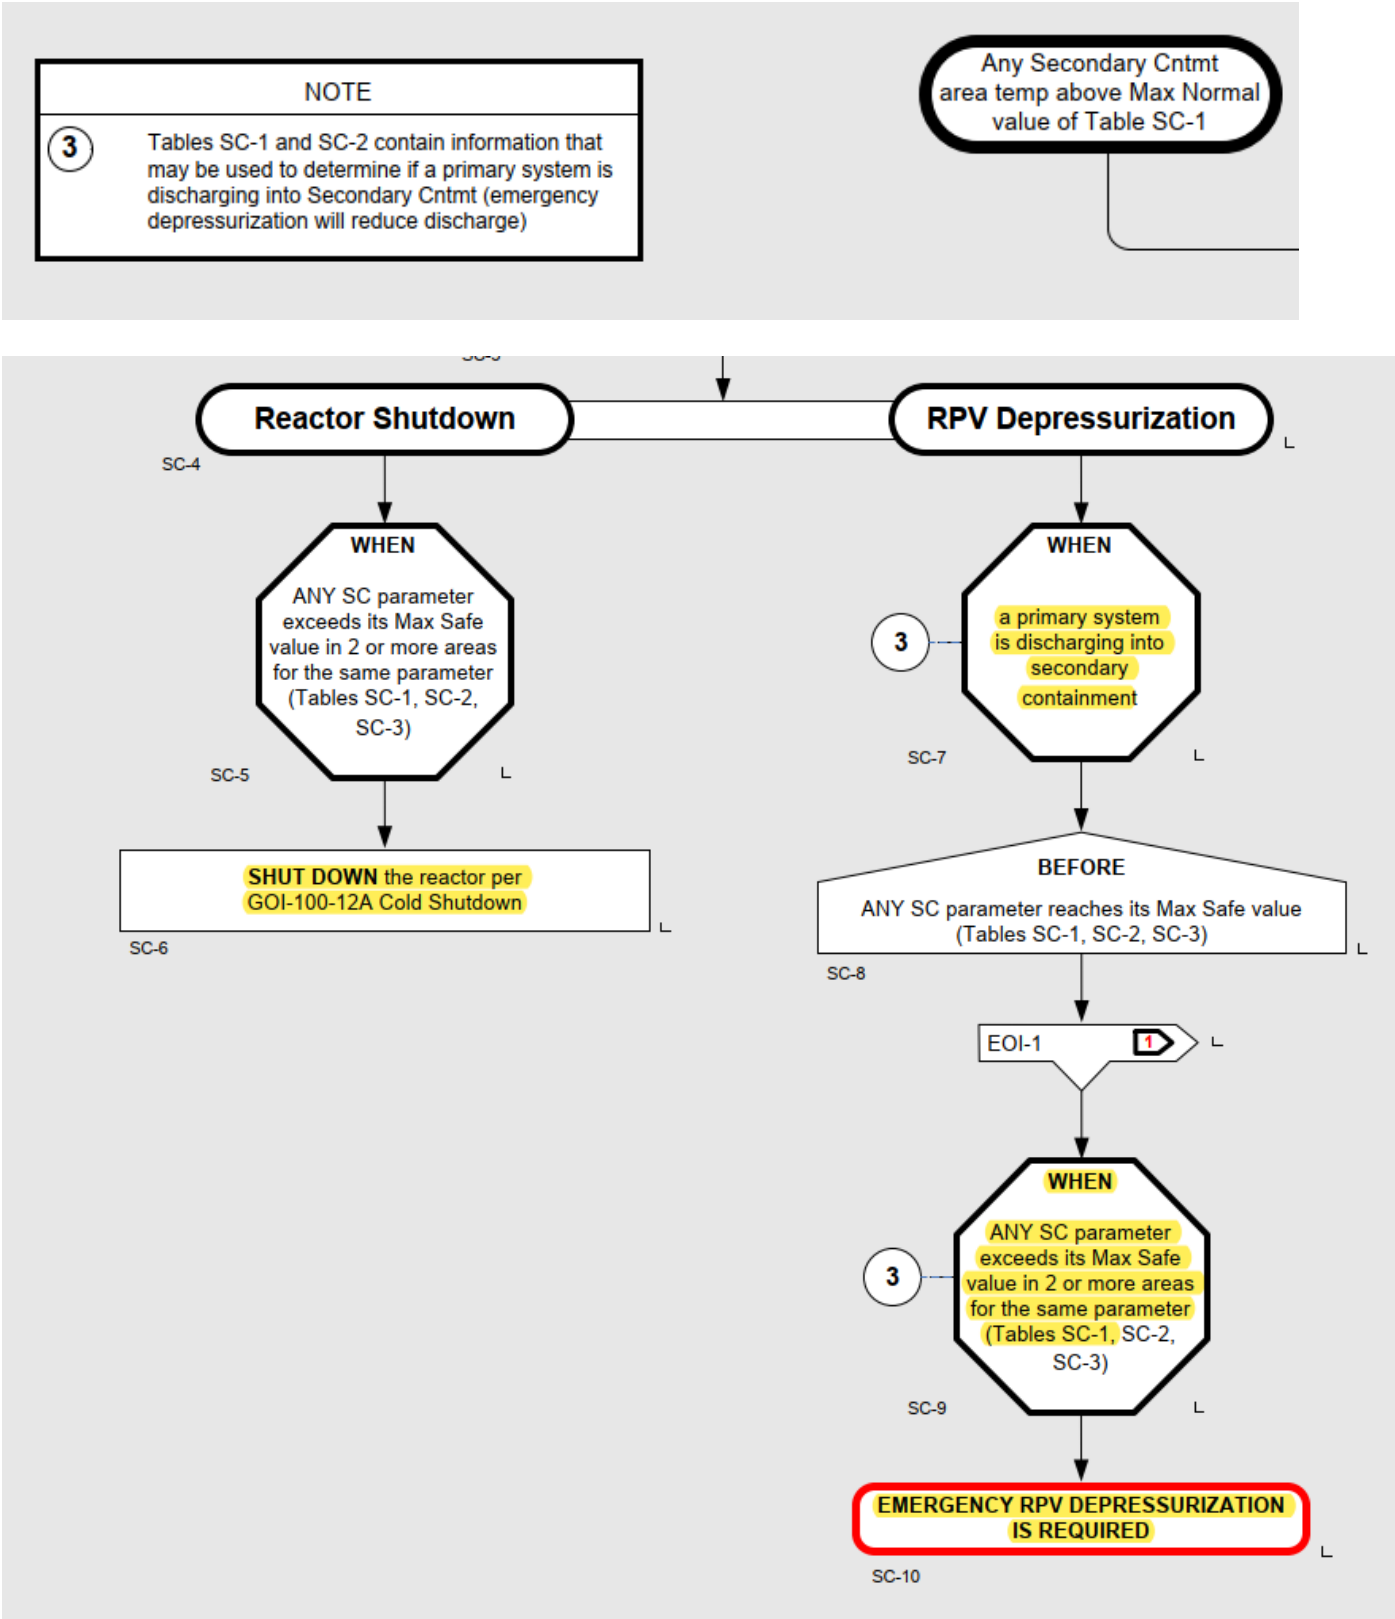 NOTE
3
Tables SC-1 and SC-2 contain information that
may be used to determine if a primary system is
discharging into Secondary Cntmt (emergency
depressurization will reduce discharge)
Any Secondary Cntmt
area temp above Max Normal
value of Table SC-1
Reactor Shutdown
SC-4
WHEN
ANY SC parameter
exceeds its Max Safe
value in 2 or more areas
for the same parameter
(Tables SC-1, SC-2,
SC-3)
SC-5
SHUT DOWN the reactor per
GOI-100-12A Cold Shutdown
SC-6
RPV Depressurization
L
WHEN
3
a primary system
is discharging into
secondary
containment
SC-7
L
BEFORE
ANY SC parameter reaches its Max Safe value
(Tables SC-1, SC-2, SC-3)
SC-8
L
EOI-1
1
L
WHEN
3
ANY SC parameter
exceeds its Max Safe
value in 2 or more areas
for the same parameter
(Tables SC-1, SC-2,
SC-3)
SC-9
L
EMERGENCY RPV DEPRESSURIZATION
IS REQUIRED
SC-10
L